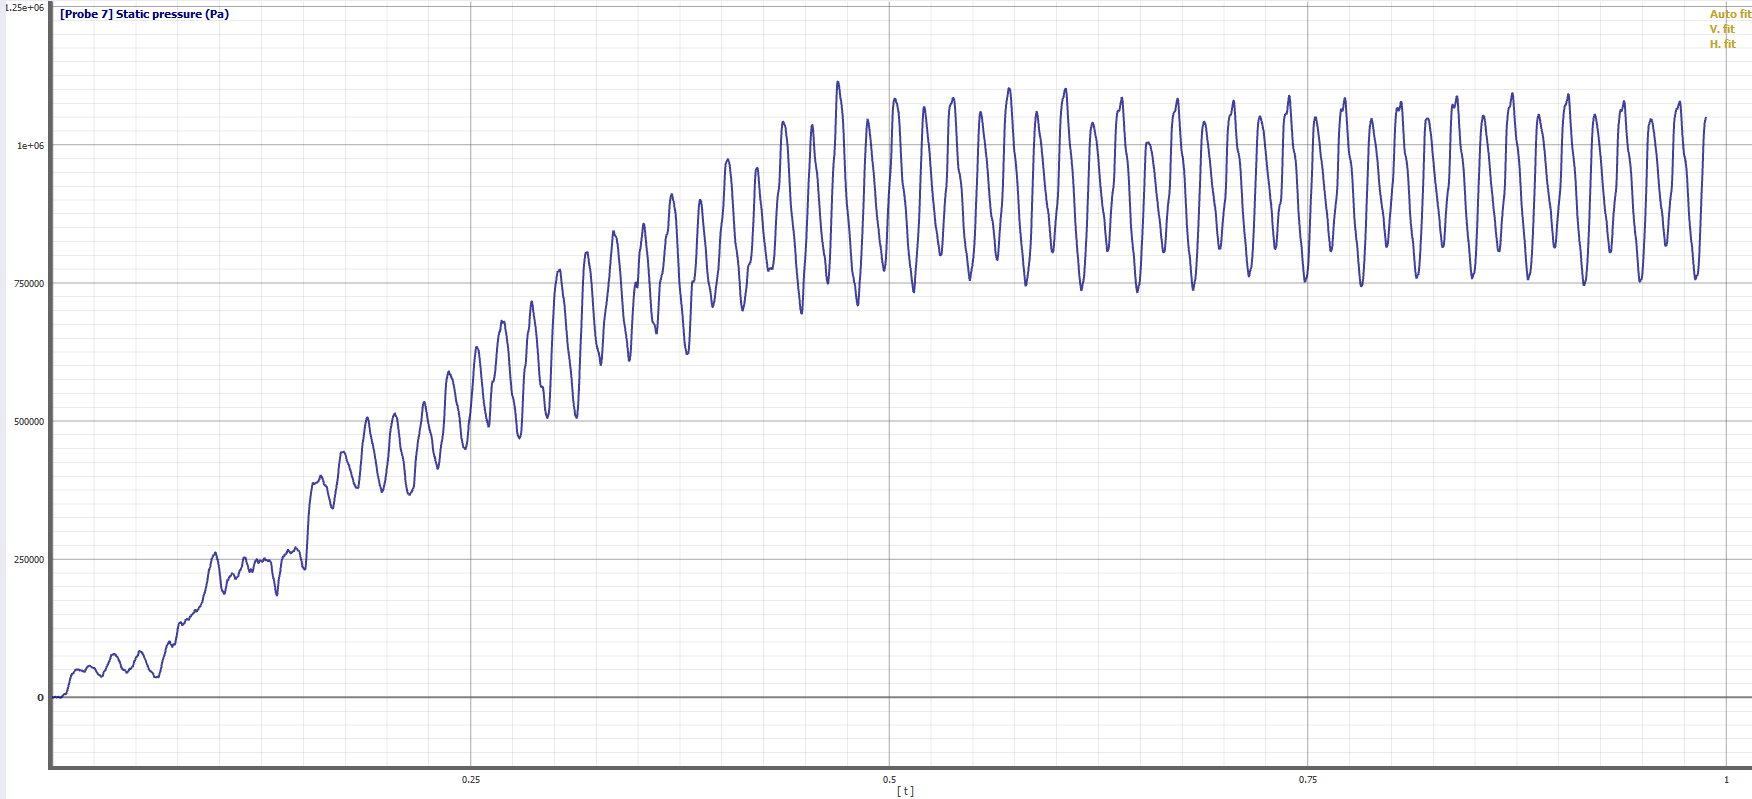 1.25e+06
[Probe 7] Static pressure (Pa)
Auto fit
V. fit
H. fit
1e+06
750000
500000
250000
0
0.25
0.5
0.75
1
[t]